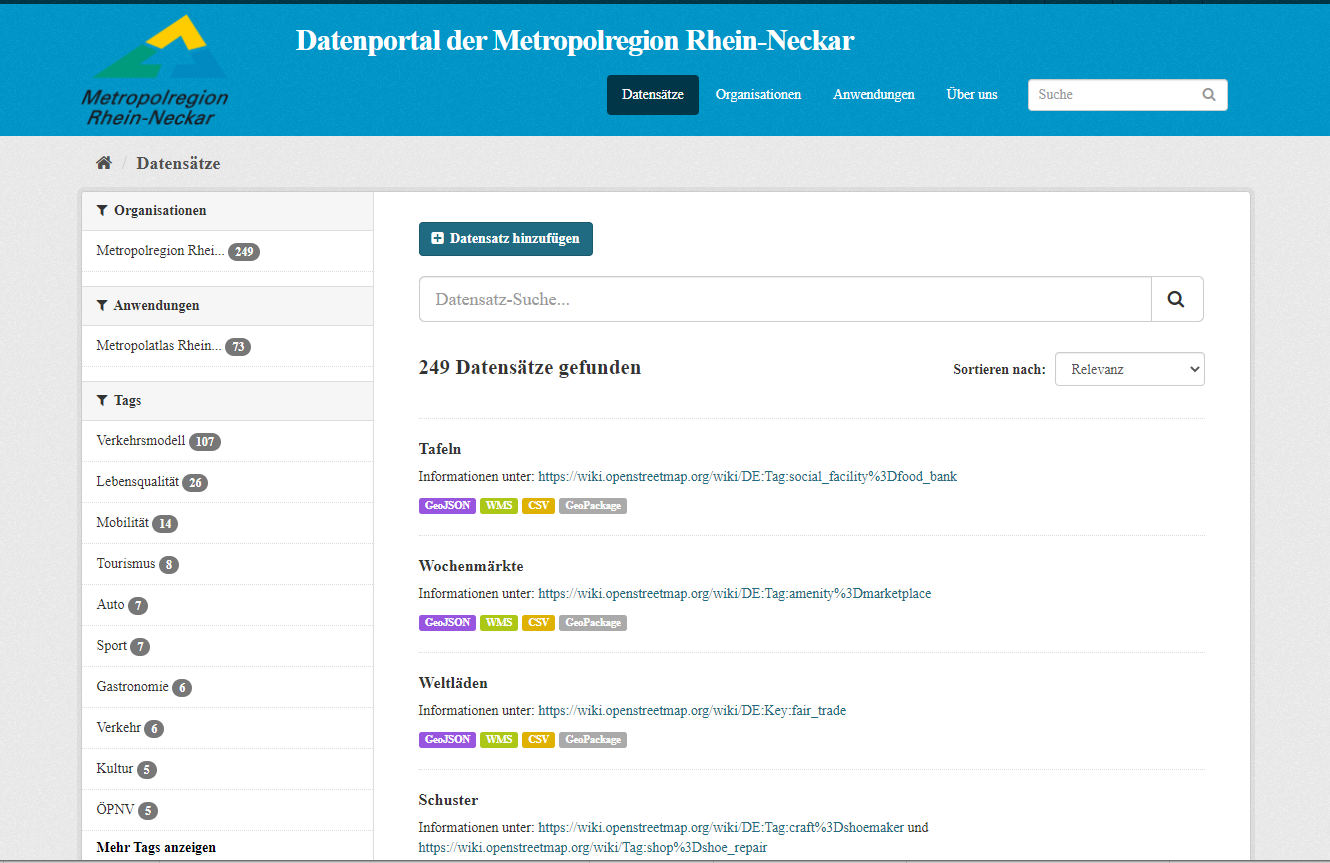 Datenportal der Metropolregion Rhein-Neckar
Metropolregion
Rhein-Neckar
Datensätze Organisationen Anwendungen Über uns Suche
/ Datensätze
Organisationen
Metropolregion Rhei... 249
Anwendungen
Metropolatlas Rhein... 73
Tags
Verkehrsmodell 107
Lebensqualität 26
Mobilität 14
Tourismus 8
Auto 7
Sport 7
Gastronomie 6
Verkehr 6
Kultur 5
ÖPNV 5
Mehr Tags anzeigen
Datensatz hinzufügen
Datensatz-Suche...
249 Datensätze gefunden
Sortieren nach: Relevanz
Tafeln
Informationen unter: https://wiki.openstreetmap.org/wiki/DE:Tag:social_facility%3Dfood_bank
GeoJSON WMS CSV GeoPackage
Wochenmärkte
Informationen unter: https://wiki.openstreetmap.org/wiki/DE:Tag:amenity%3Dmarketplace
GeoJSON WMS CSV GeoPackage
Weltläden
Informationen unter: https://wiki.openstreetmap.org/wiki/DE:Key:fair_trade
GeoJSON WMS CSV GeoPackage
Schuster
Informationen unter: https://wiki.openstreetmap.org/wiki/DE:Tag:craft%3Dshoemaker und
https://wiki.openstreetmap.org/wiki/Tag:shop%3Dshoe_repair